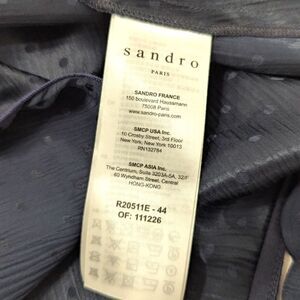 sandro
PARIS
SANDRO FRANCE
150 boulevard Haussmann
75008 Paris
www.sandro-paris.com
SMCP USA Inc.
10 Crosby Street, 3rd Floor
New York, New York 10013
RN132784
SMCP ASIA Inc.
The Centrium, Suite 3203A-5A, 32/F
60 Wyndham Street, Central
HONG-KONG
R20511E - 44
OF: 111226